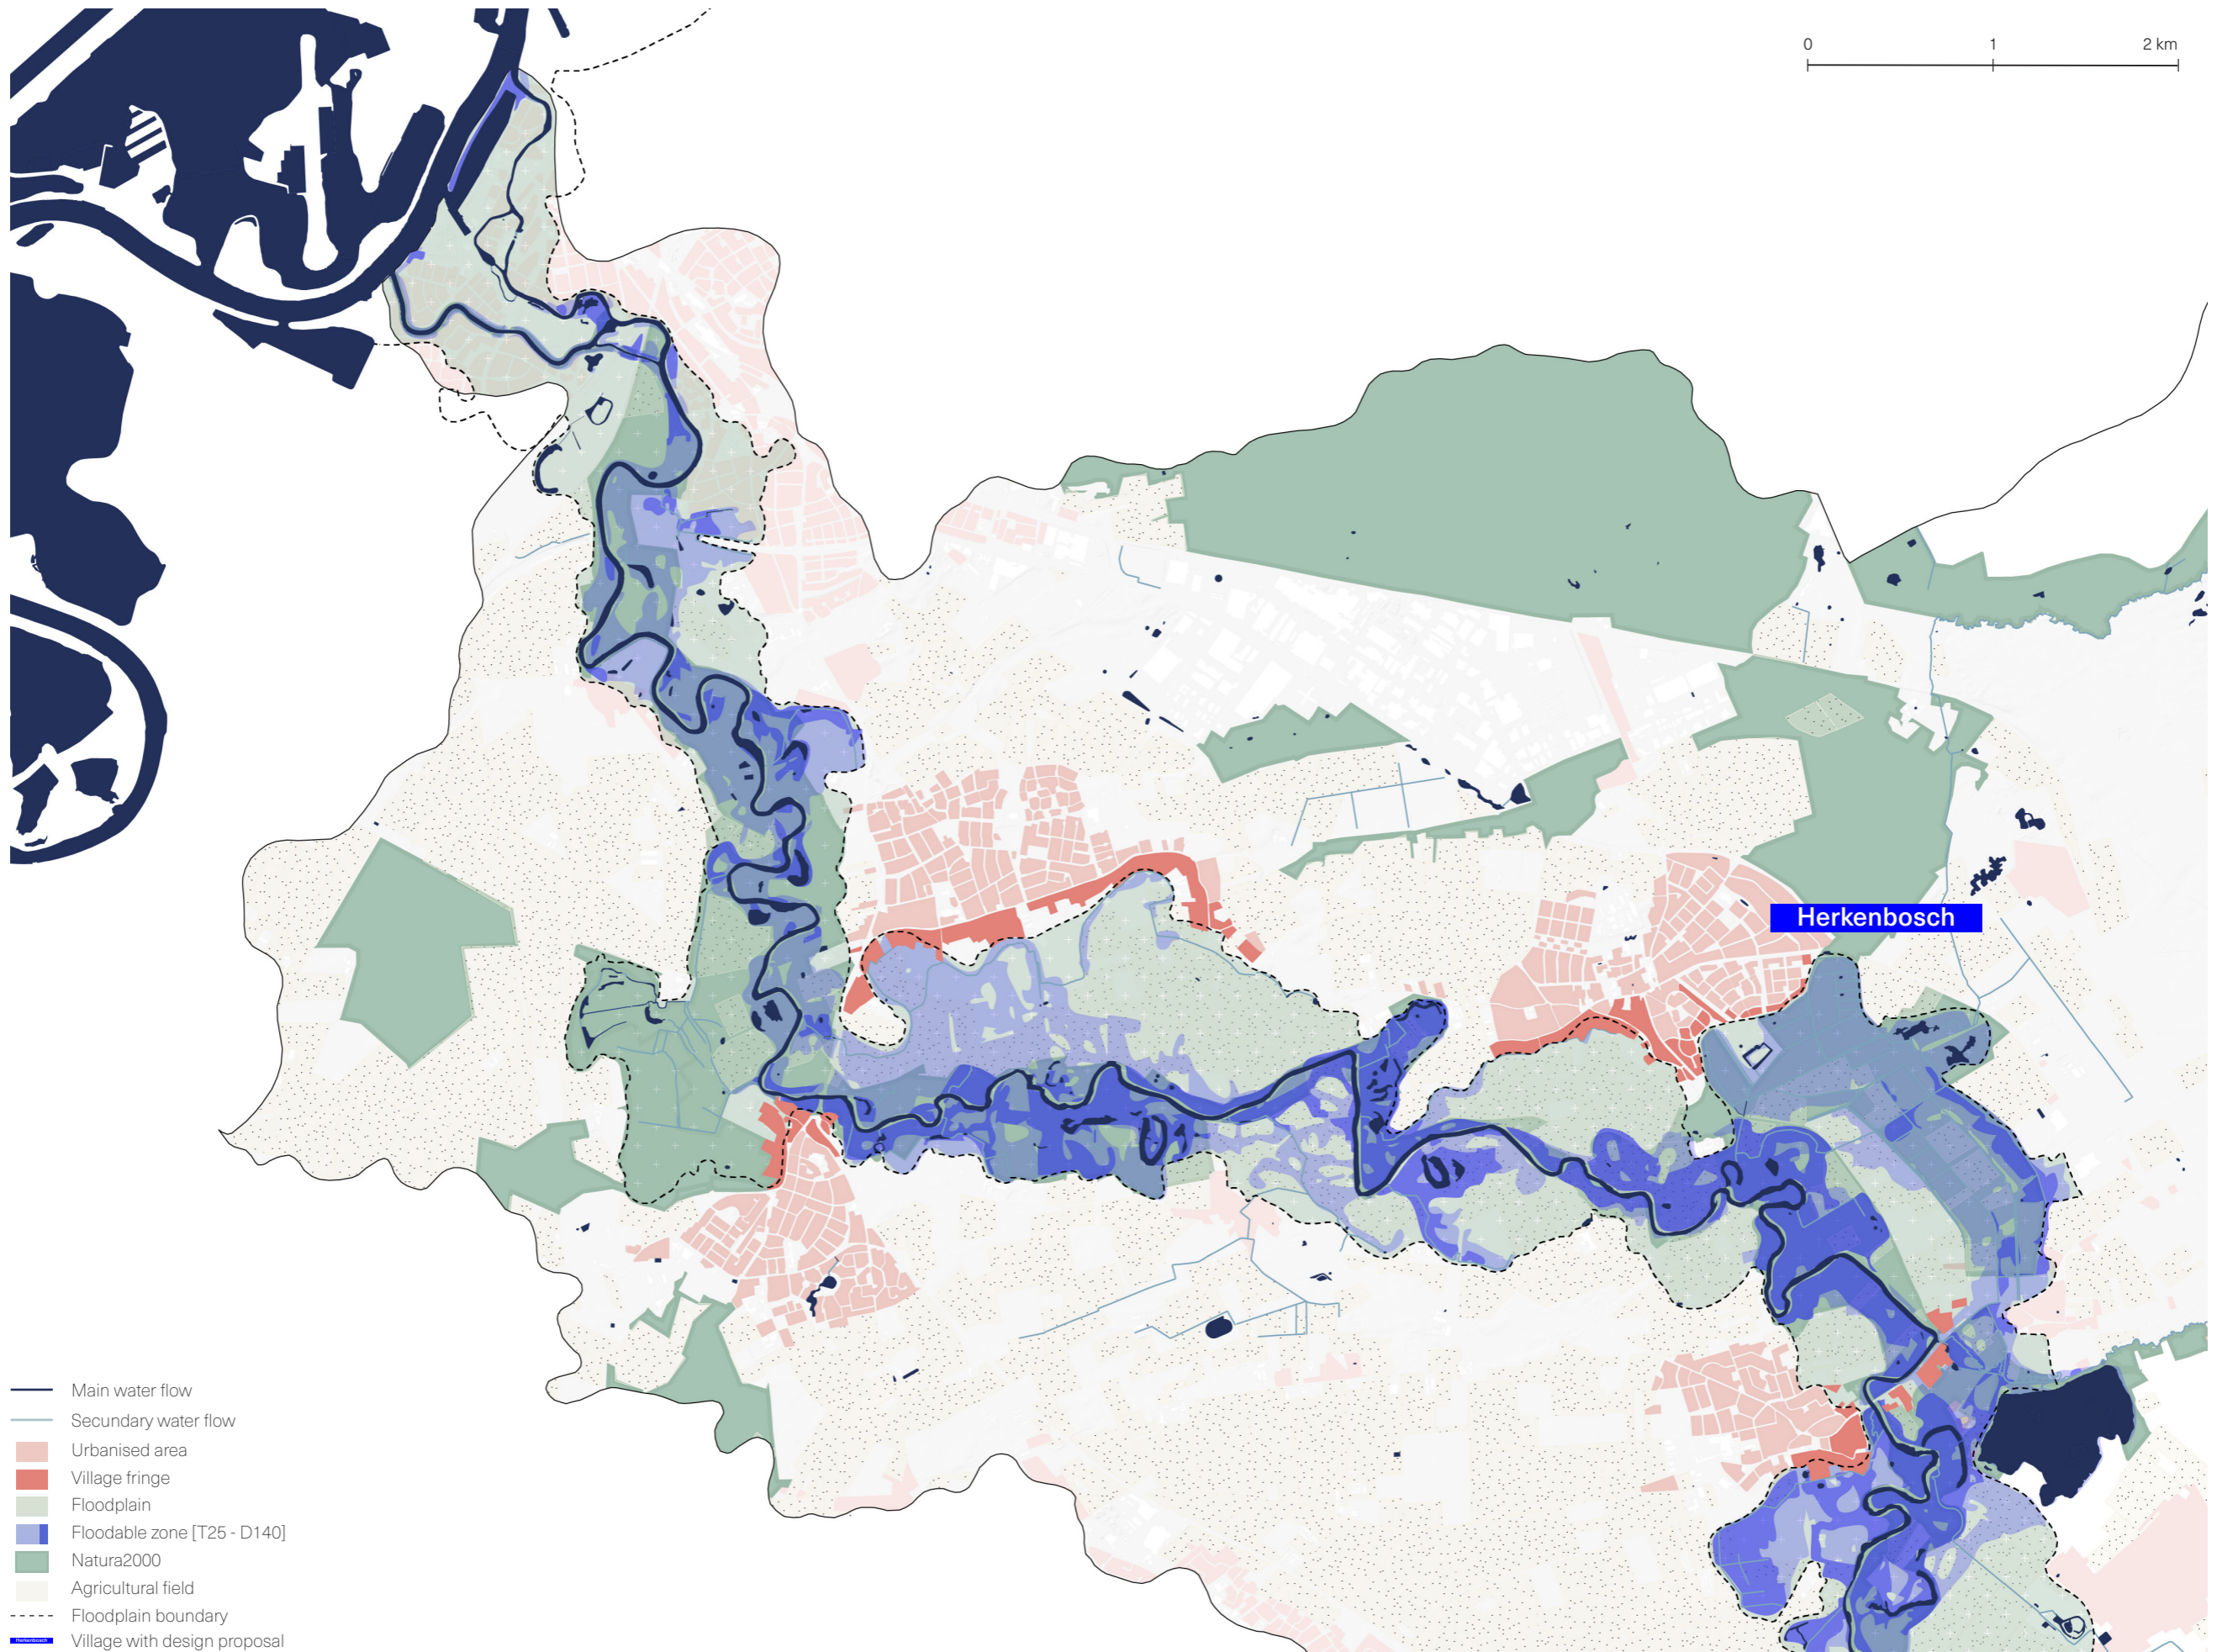 0 1 2 km
Herkenbosch
Main water flow
Secundary water flow
Urbanised area
Village fringe
Floodplain
Floodable zone [T25 - D140]
Natura2000
Agricultural field
Floodplain boundary
Herkenbosch Village with design proposal